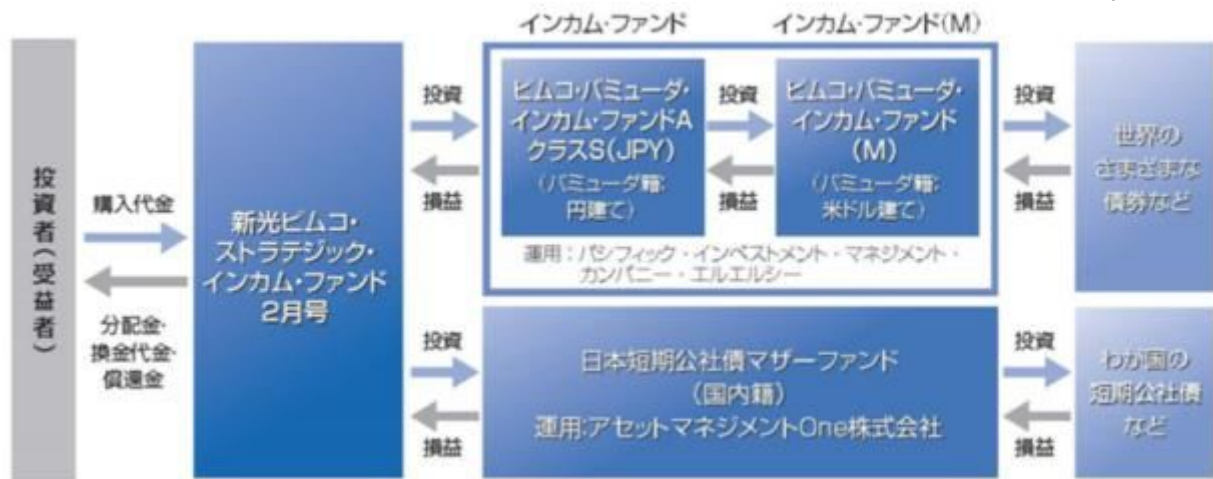 インカム・ファンド
インカム・ファンド(M)
投資者(受益者)
購入代金
分配金・
換金代金・
償還金
新光ピムコ・
ストラテジック・
インカム・ファンド
2月号
投資
損益
ピムコ・バミューダ・
インカム・ファンドA
クラスS(JPY)
(バミューダ籍;
円建て)
投資
損益
ピムコ・バミューダ・
インカム・ファンド
(M)
(バミューダ籍;
米ドル建て)
運用:パシフィック・インベストメント・マネジメント・
カンパニー・エルエルシー
投資
損益
世界の
さまざまな
債券など
投資
損益
日本短期公社債マザーファンド
(国内籍)
運用:アセットマネジメントOne株式会社
投資
損益
わが国の
短期公社債
など